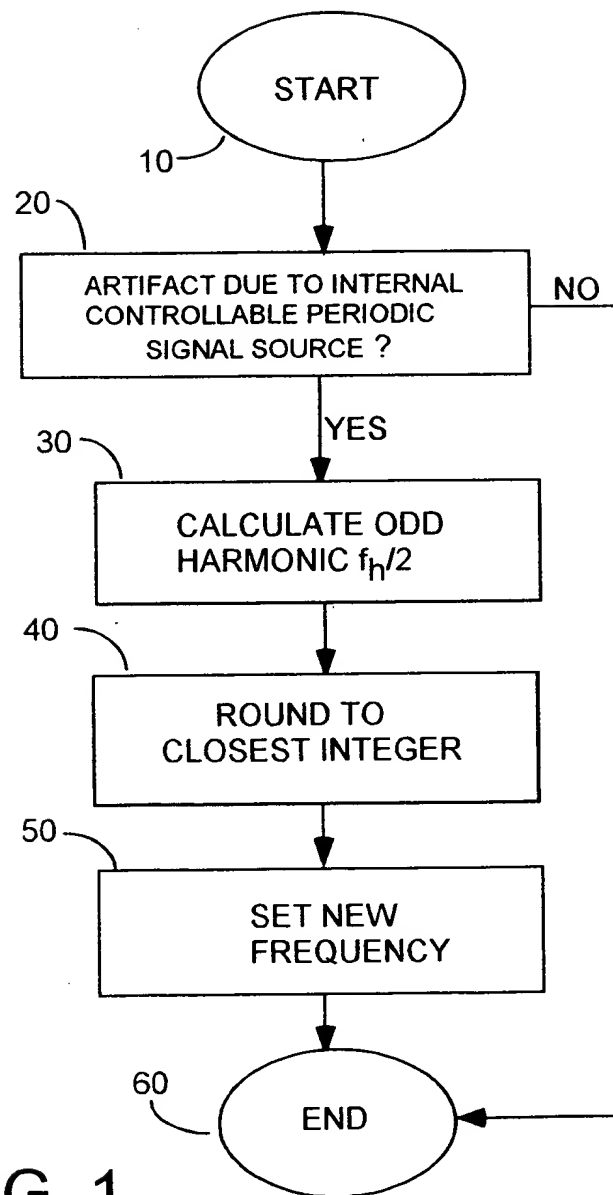 START
10
20
ARTIFACT DUE TO INTERNAL
CONTROLLABLE PERIODIC
SIGNAL SOURCE ?
NO
YES
30
CALCULATE ODD
HARMONIC fh/2
40
ROUND TO
CLOSEST INTEGER
50
SET NEW
FREQUENCY
60
END
G. 1